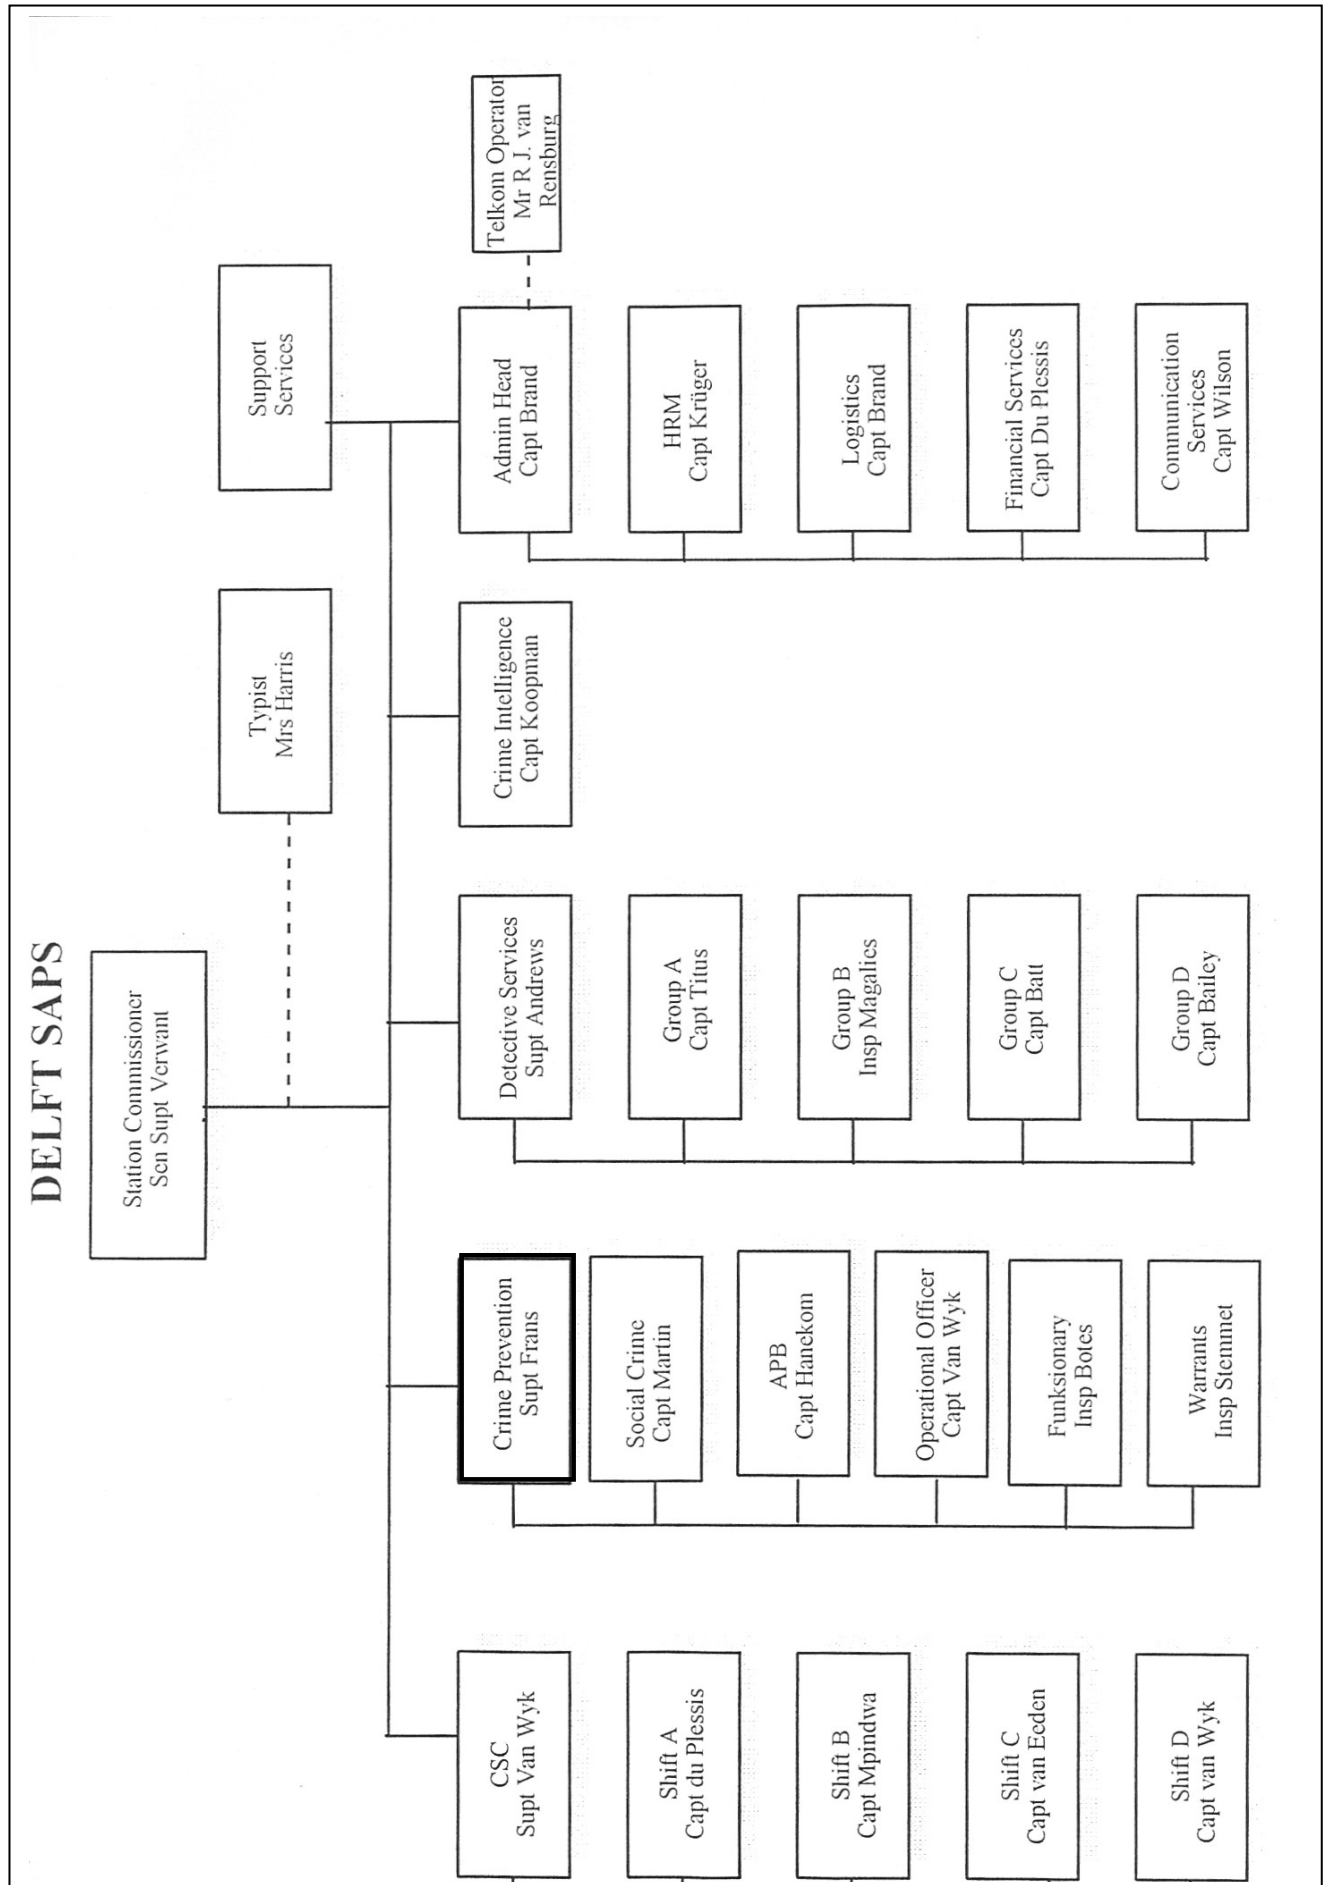 DELFT SAPS
Station Commissioner
Sen Supt Verwant
Typist
Mrs Harris
Support
Services
CSC
Supt Van Wyk
Shift A
Capt du Plessis
Shift B
Capt Mpindwa
Shift C
Capt van Eeden
Shift D
Capt van Wyk
Crime Prevention
Supt Frans
Social Crime
Capt Martin
APB
Capt Hanekom
Operational Officer
Capt Van Wyk
Funksionary
Insp Botes
Warrants
Insp Stemmet
Detective Services
Supt Andrews
Group A
Capt Titus
Group B
Insp Magalies
Group C
Capt Batt
Group D
Capt Bailey
Crime Intelligence
Capt Koopman
Admin Head
Capt Brand
HRM
Capt Krüger
Logistics
Capt Brand
Financial Services
Capt Du Plessis
Communication
Services
Capt Wilson
Telkom Operator
Mr R J. van
Rensburg